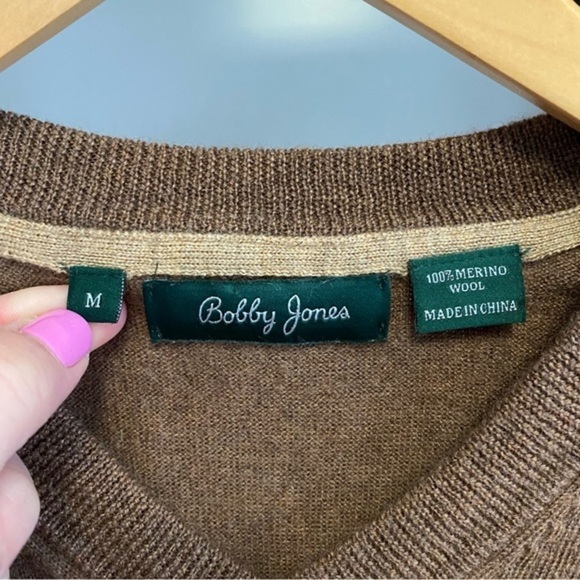 M
Bobby Jones
100% MERINO
WOOL
MADE IN CHINA